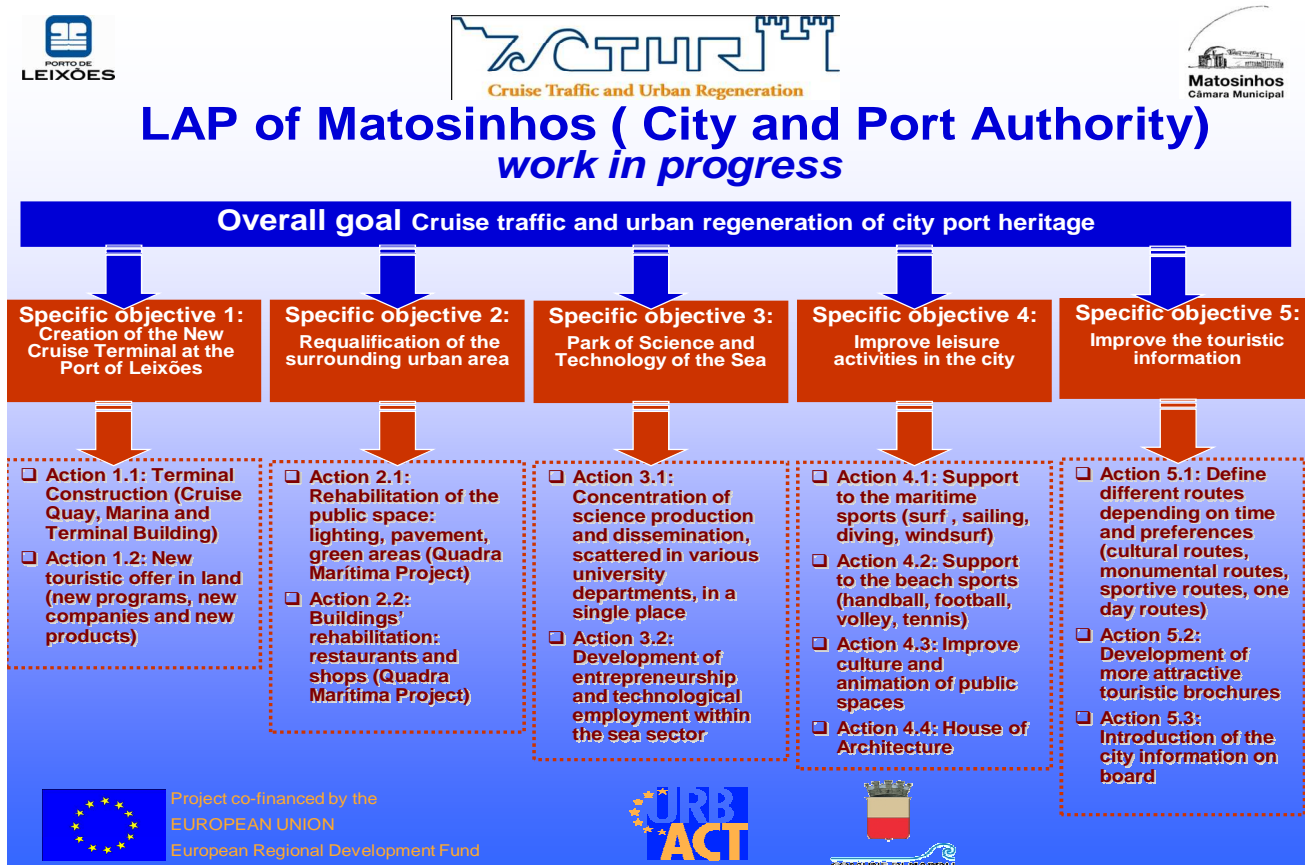 PORTO DE
LEIXÕES
CTUR
Cruise Traffic and Urban Regeneration
Matosinhos
Câmara Municipal
LAP of Matosinhos ( City and Port Authority)
work in progress
Overall goal Cruise traffic and urban regeneration of city port heritage
Specific objective 1:
Creation of the New
Cruise Terminal at the
Port of Leixões
Specific objective 2:
Requalification of the
surrounding urban area
Specific objective 3:
Park of Science and
Technology of the Sea
Specific objective 4:
Improve leisure
activities in the city
Specific objective 5:
Improve the touristic
information
Action 1.1: Terminal
Construction (Cruise
Quay, Marina and
Terminal Building)
Action 1.2: New
touristic offer in land
(new programs, new
companies and new
products)
Action 2.1:
Rehabilitation of the
public space:
lighting, pavement,
green areas (Quadra
Marítima Project)
Action 2.2:
Buildings’
rehabilitation:
restaurants and
shops (Quadra
Marítima Project)
Action 3.1:
Concentration of
science production
and dissemination,
scattered in various
university
departments, in a
single place
Action 3.2:
Development of
entrepreneurship
and technological
employment within
the sea sector
Action 4.1: Support
to the maritime
sports (surf , sailing,
diving, windsurf)
Action 4.2: Support
to the beach sports
(handball, football,
volley, tennis)
Action 4.3: Improve
culture and
animation of public
spaces
Action 4.4: House of
Architecture
Action 5.1: Define
different routes
depending on time
and preferences
(cultural routes,
monumental routes,
sportive routes, one
day routes)
Action 5.2:
Development of
more attractive
touristic brochures
Action 5.3:
Introduction of the
city information on
board
Project co-financed by the
EUROPEAN UNION
European Regional Development Fund
URB
ACT